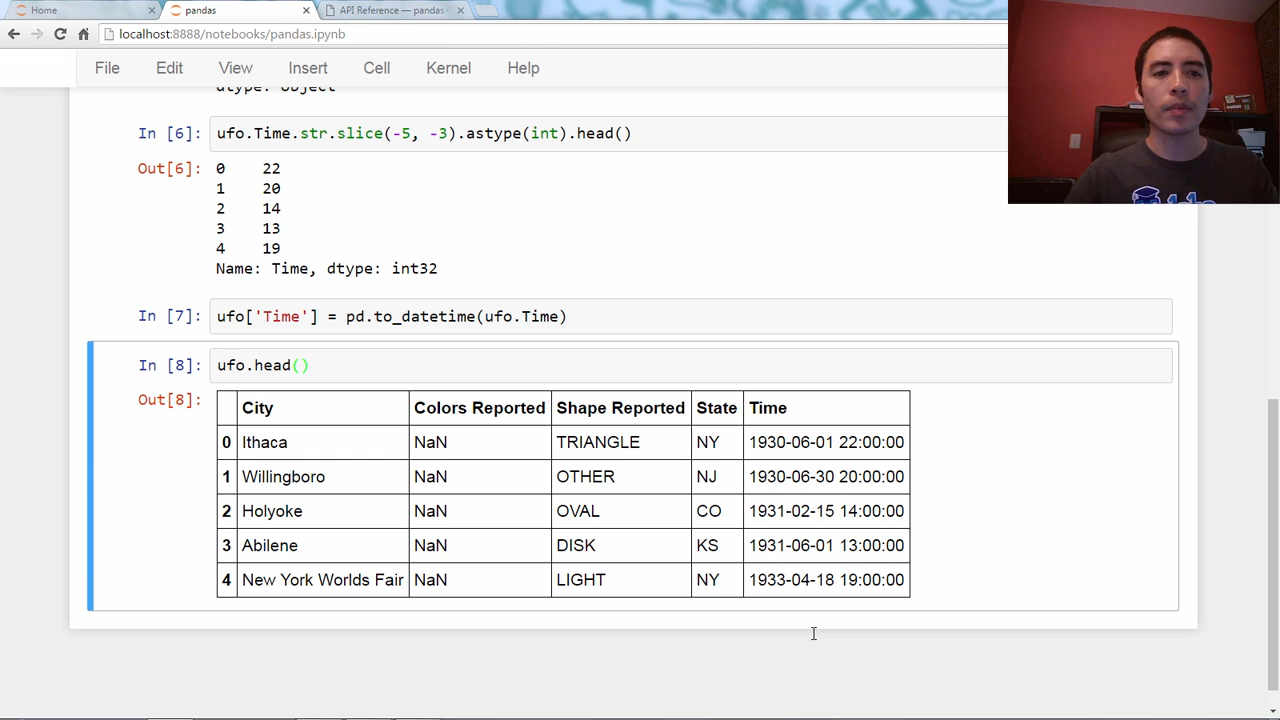 Home
pandas
API Reference — pandas
localhost:8888/notebooks/pandas.ipynb
File Edit View Insert Cell Kernel Help
dtype: object
In [6]: ufo.Time.str.slice(-5, -3).astype(int).head()
Out[6]: 0 22
1 20
2 14
3 13
4 19
Name: Time, dtype: int32
In [7]: ufo['Time'] = pd.to_datetime(ufo.Time)
In [8]: ufo.head()
Out[8]:
City Colors Reported Shape Reported State Time
0 Ithaca NaN TRIANGLE NY 1930-06-01 22:00:00
1 Willingboro NaN OTHER NJ 1930-06-30 20:00:00
2 Holyoke NaN OVAL CO 1931-02-15 14:00:00
3 Abilene NaN DISK KS 1931-06-01 13:00:00
4 New York Worlds Fair NaN LIGHT NY 1933-04-18 19:00:00